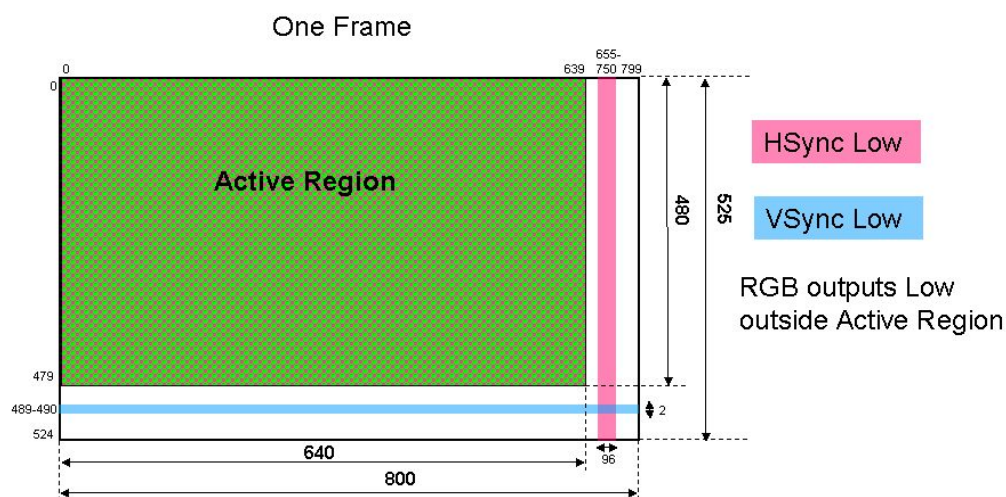 One Frame
655-
0 639 750 799
0
Active Region
HSync Low
480
525
VSync Low
RGB outputs Low
outside Active Region
479
489-490
2
524
640
96
800